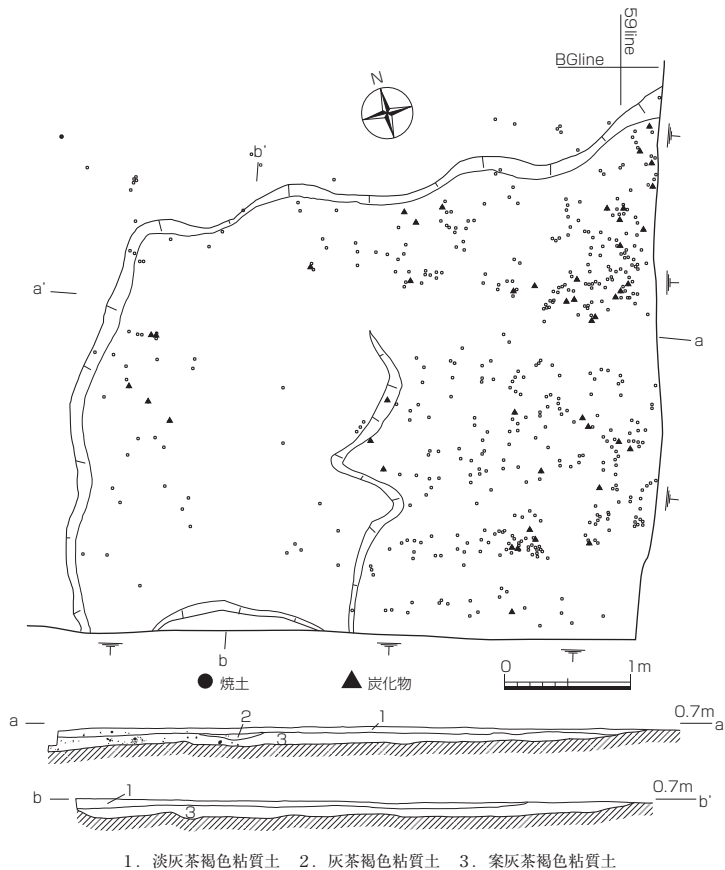 59line
BGline
N
b'
a'
a
b
焼土 炭化物
0 1m
a 2 1 0.7m a'
3
b 1 0.7m b'
3
1. 淡灰茶褐色粘質土 2. 灰茶褐色粘質土 3. 案灰茶褐色粘質土